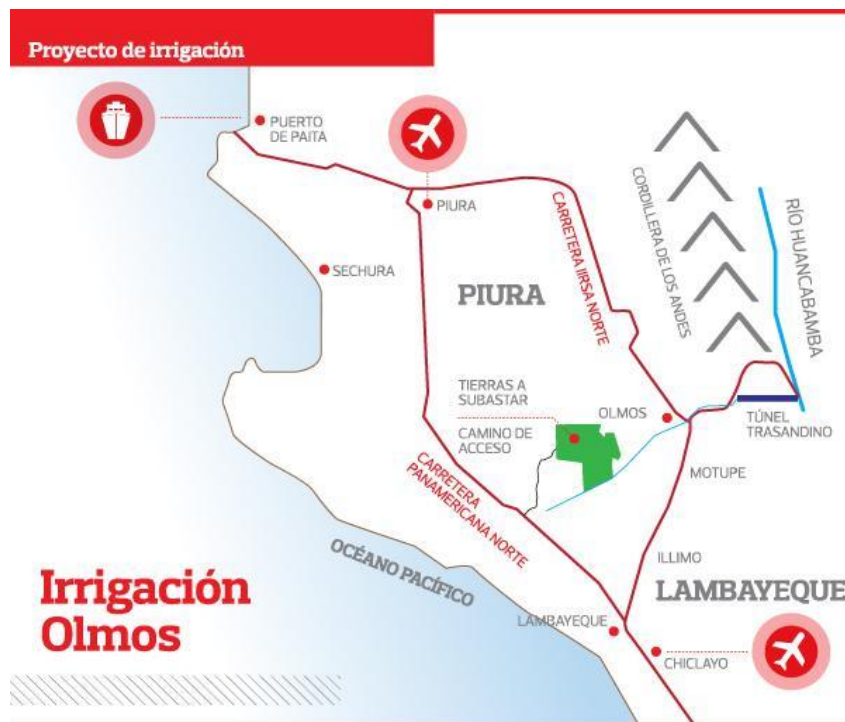 Proyecto de irrigación
PUERTO
DE PAITA
PIURA
SECHURA
PIURA
CARRETERA IIRSA NORTE
CORDILLERA DE LOS ANDES
RÍO HUANCABAMBA
TIERRAS A
SUBASTAR
CAMINO DE
ACCESO
OLMOS
TÚNEL
TRASANDINO
MOTUPE
CARRETERA
PANAMERICANA NORTE
OCÉANO PACÍFICO
ILLIMO
LAMBAYEQUE
Irrigación
Olmos
LAMBAYEQUE
CHICLAYO